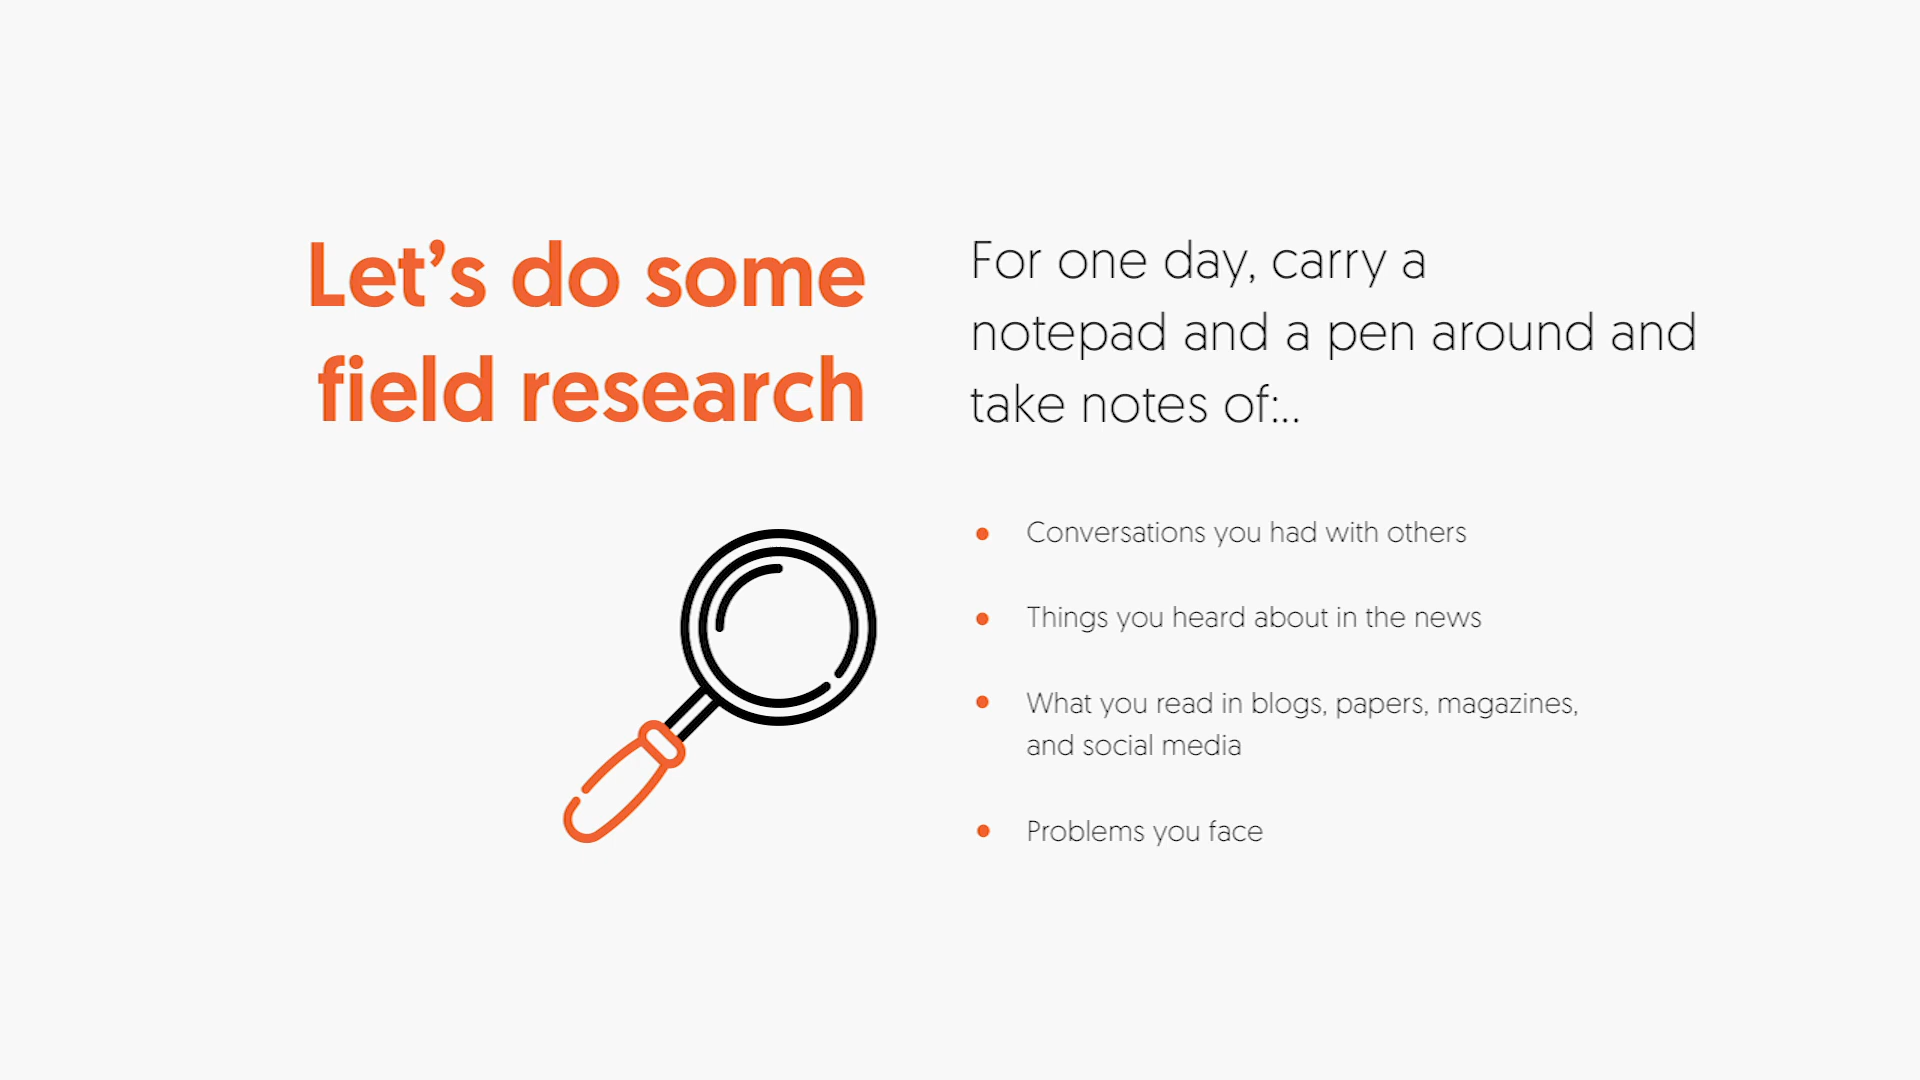 Let’s do some
field research
For one day, carry a
notepad and a pen around and
take notes of:..
Conversations you had with others
Things you heard about in the news
What you read in blogs, papers, magazines,
and social media
Problems you face